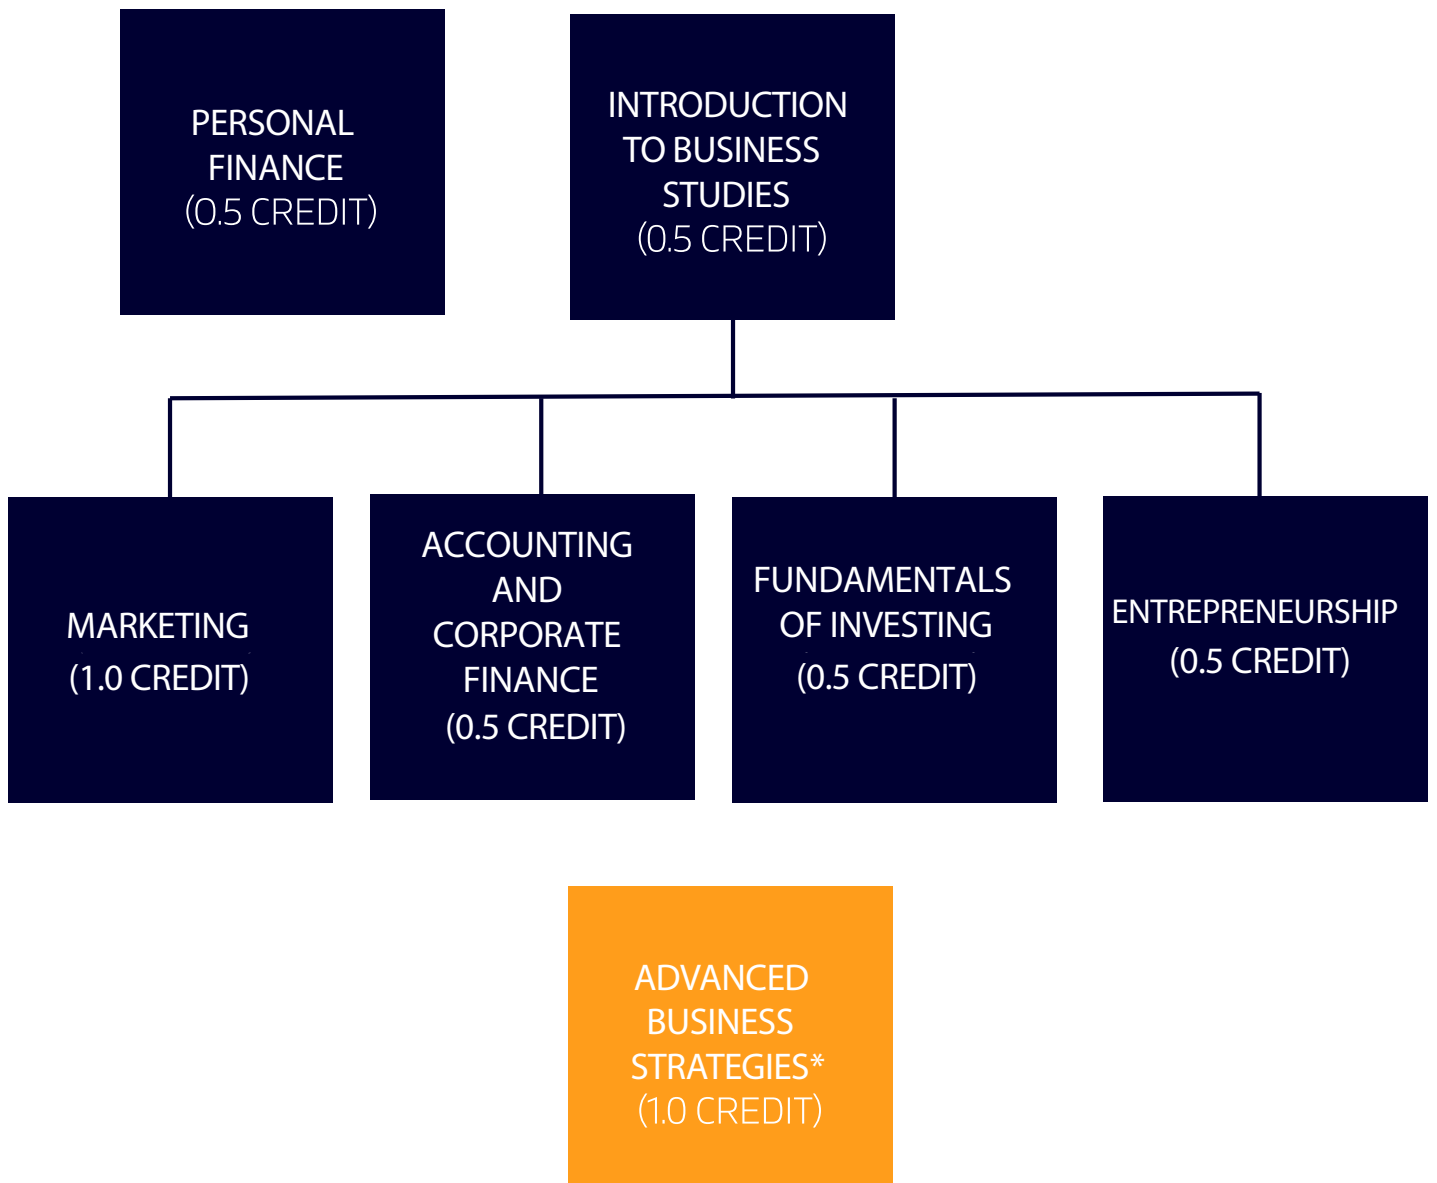 PERSONAL
FINANCE
(0.5 CREDIT)
INTRODUCTION
TO BUSINESS
STUDIES
(0.5 CREDIT)
MARKETING
(1.0 CREDIT)
ACCOUNTING
AND
CORPORATE
FINANCE
(0.5 CREDIT)
FUNDAMENTALS
OF INVESTING
(0.5 CREDIT)
ENTREPRENEURSHIP
(0.5 CREDIT)
ADVANCED
BUSINESS
STRATEGIES*
(1.0 CREDIT)